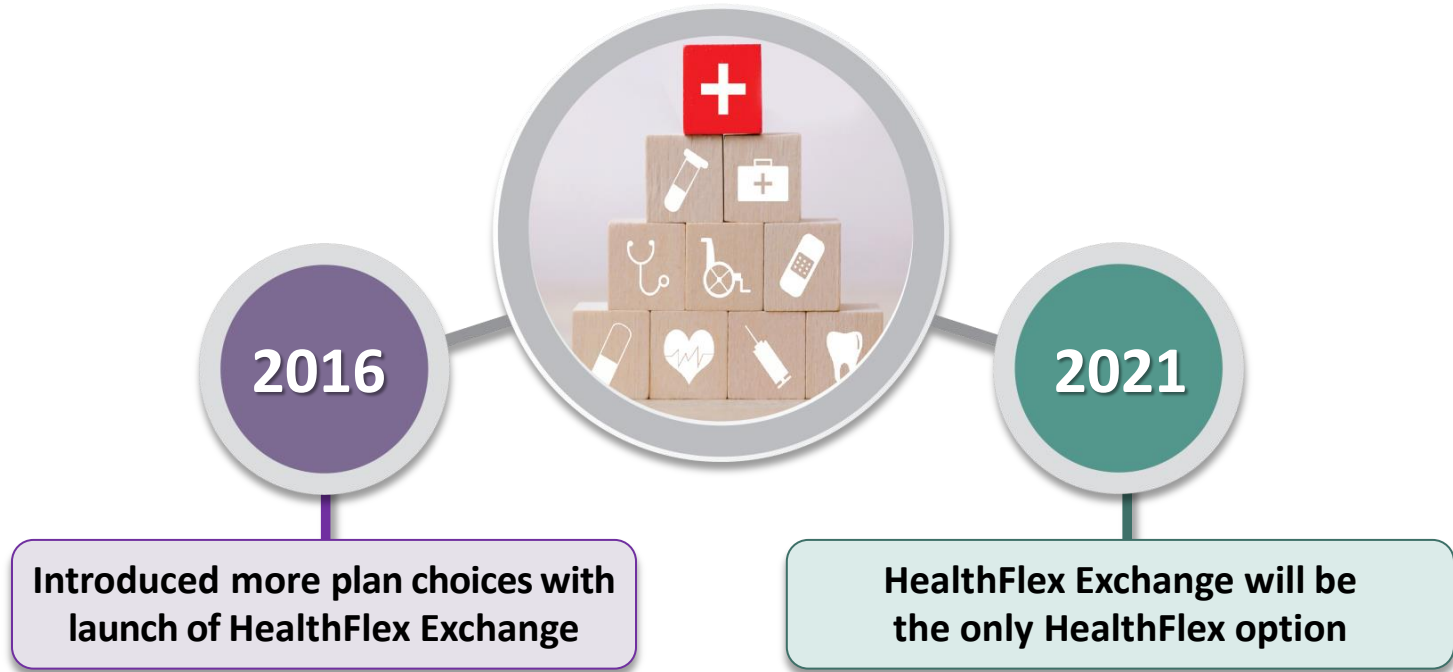 2016
2021
Introduced more plan choices with
launch of HealthFlex Exchange
HealthFlex Exchange will be
the only HealthFlex option